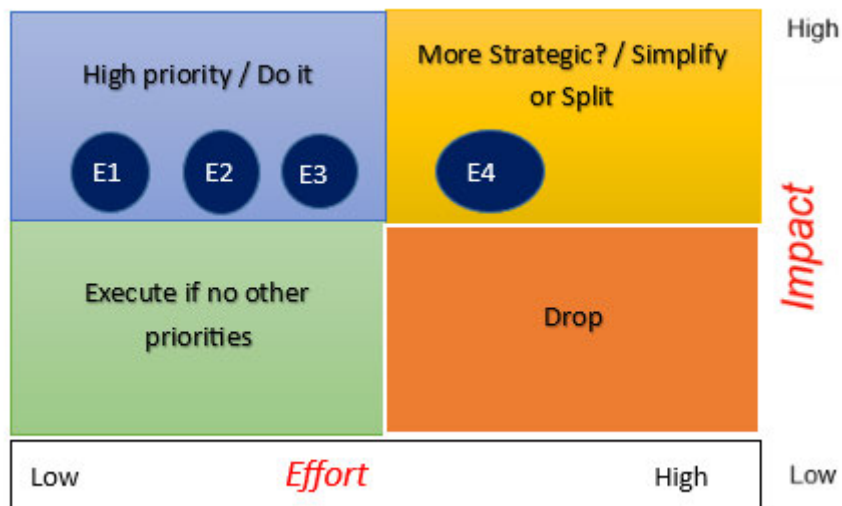 High
High priority / Do it
More Strategic? / Simplify
or Split
E1
E2
E3
E4
Impact
Execute if no other
priorities
Drop
Low
Effort
High
Low